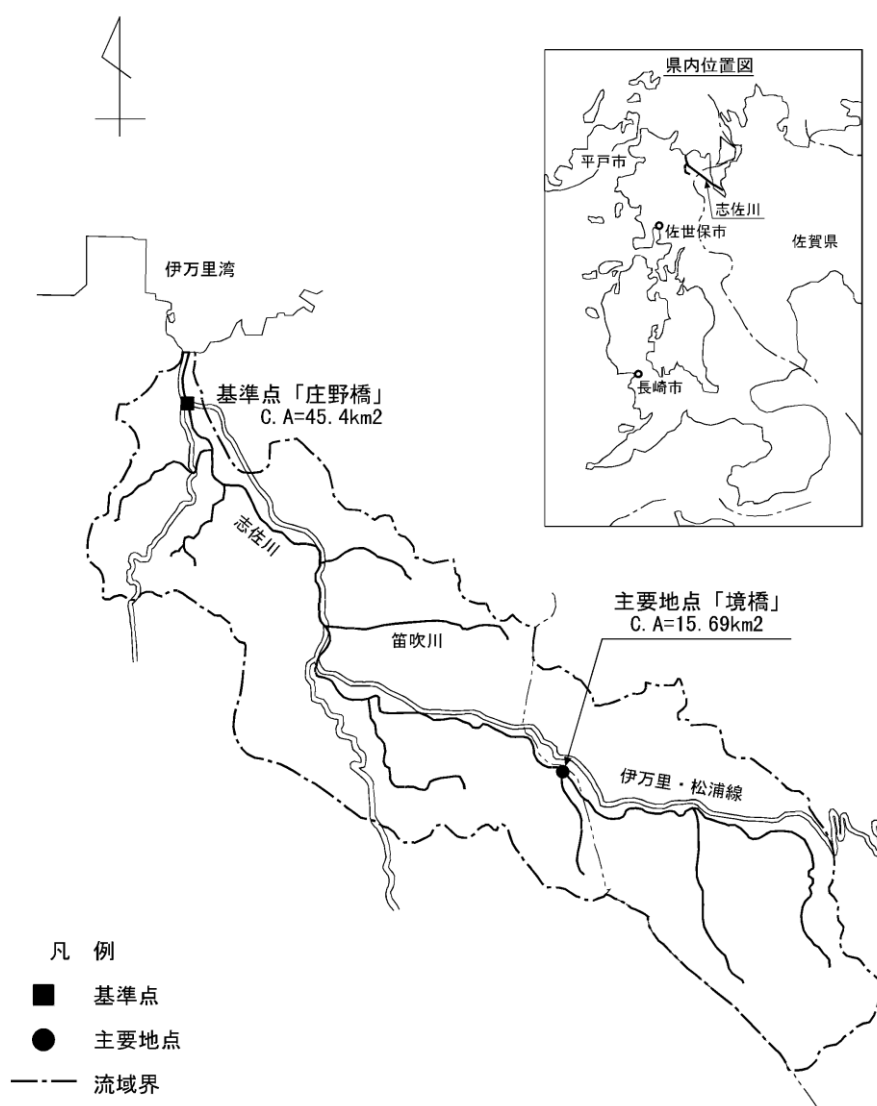 県内位置図
平戸市
志佐川
佐世保市
佐賀県
長崎市
伊万里湾
基準点「庄野橋」
C.A=45.4km2
志佐川
主要地点「境橋」
C.A=15.69km2
笛吹川
伊万里・松浦線
凡 例
基準点
主要地点
流域界